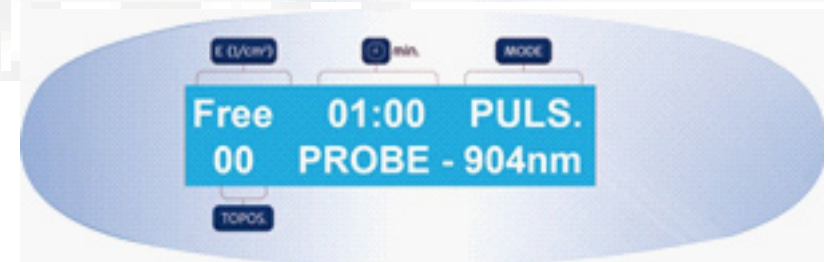 E (J/cm²) min. MODE
Free 01:00 PULS.
00 PROBE - 904nm
TOPOS.